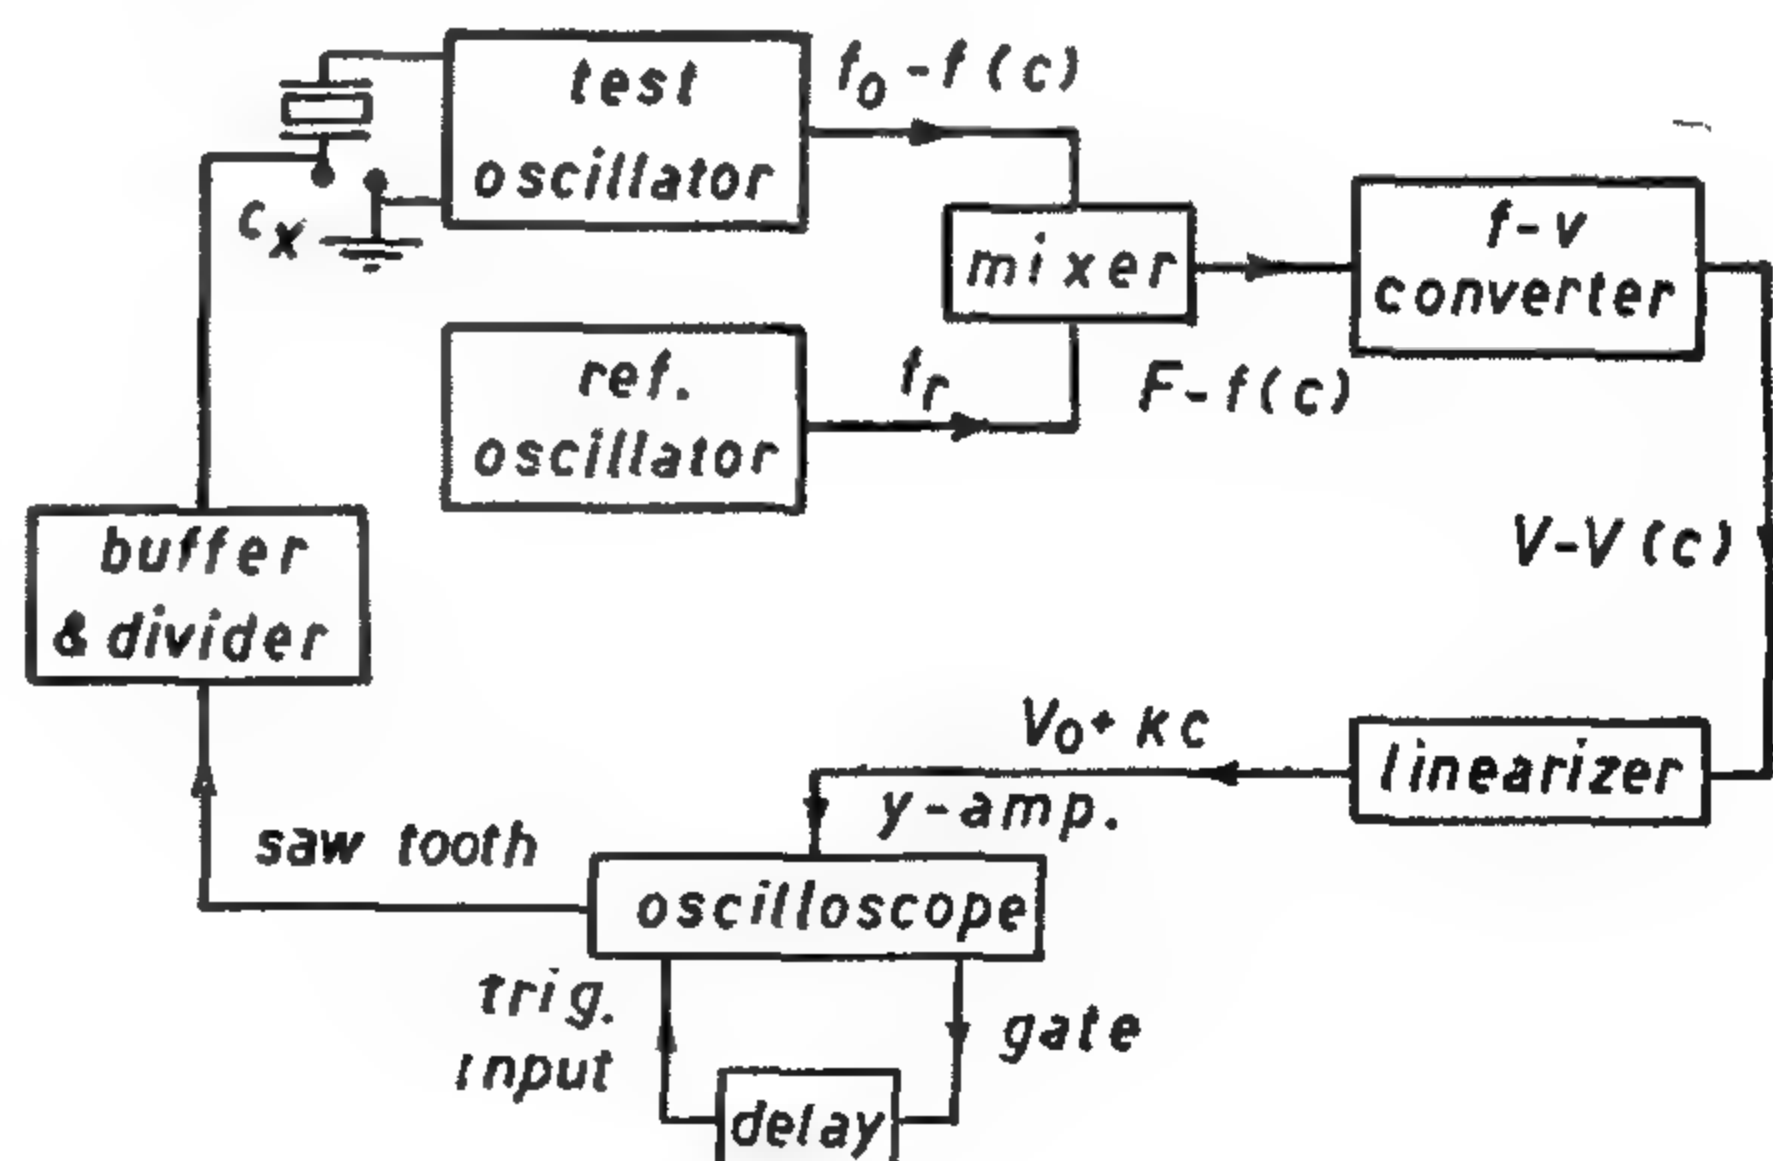 test
oscillator
f₀-f(c)
cₓ
mixer
f-v
converter
ref.
oscillator
fᵣ
F-f(c)
buffer
& divider
V-V(c)
V₀+KC
linearizer
y-amp.
saw tooth
oscilloscope
trig.
input
gate
delay